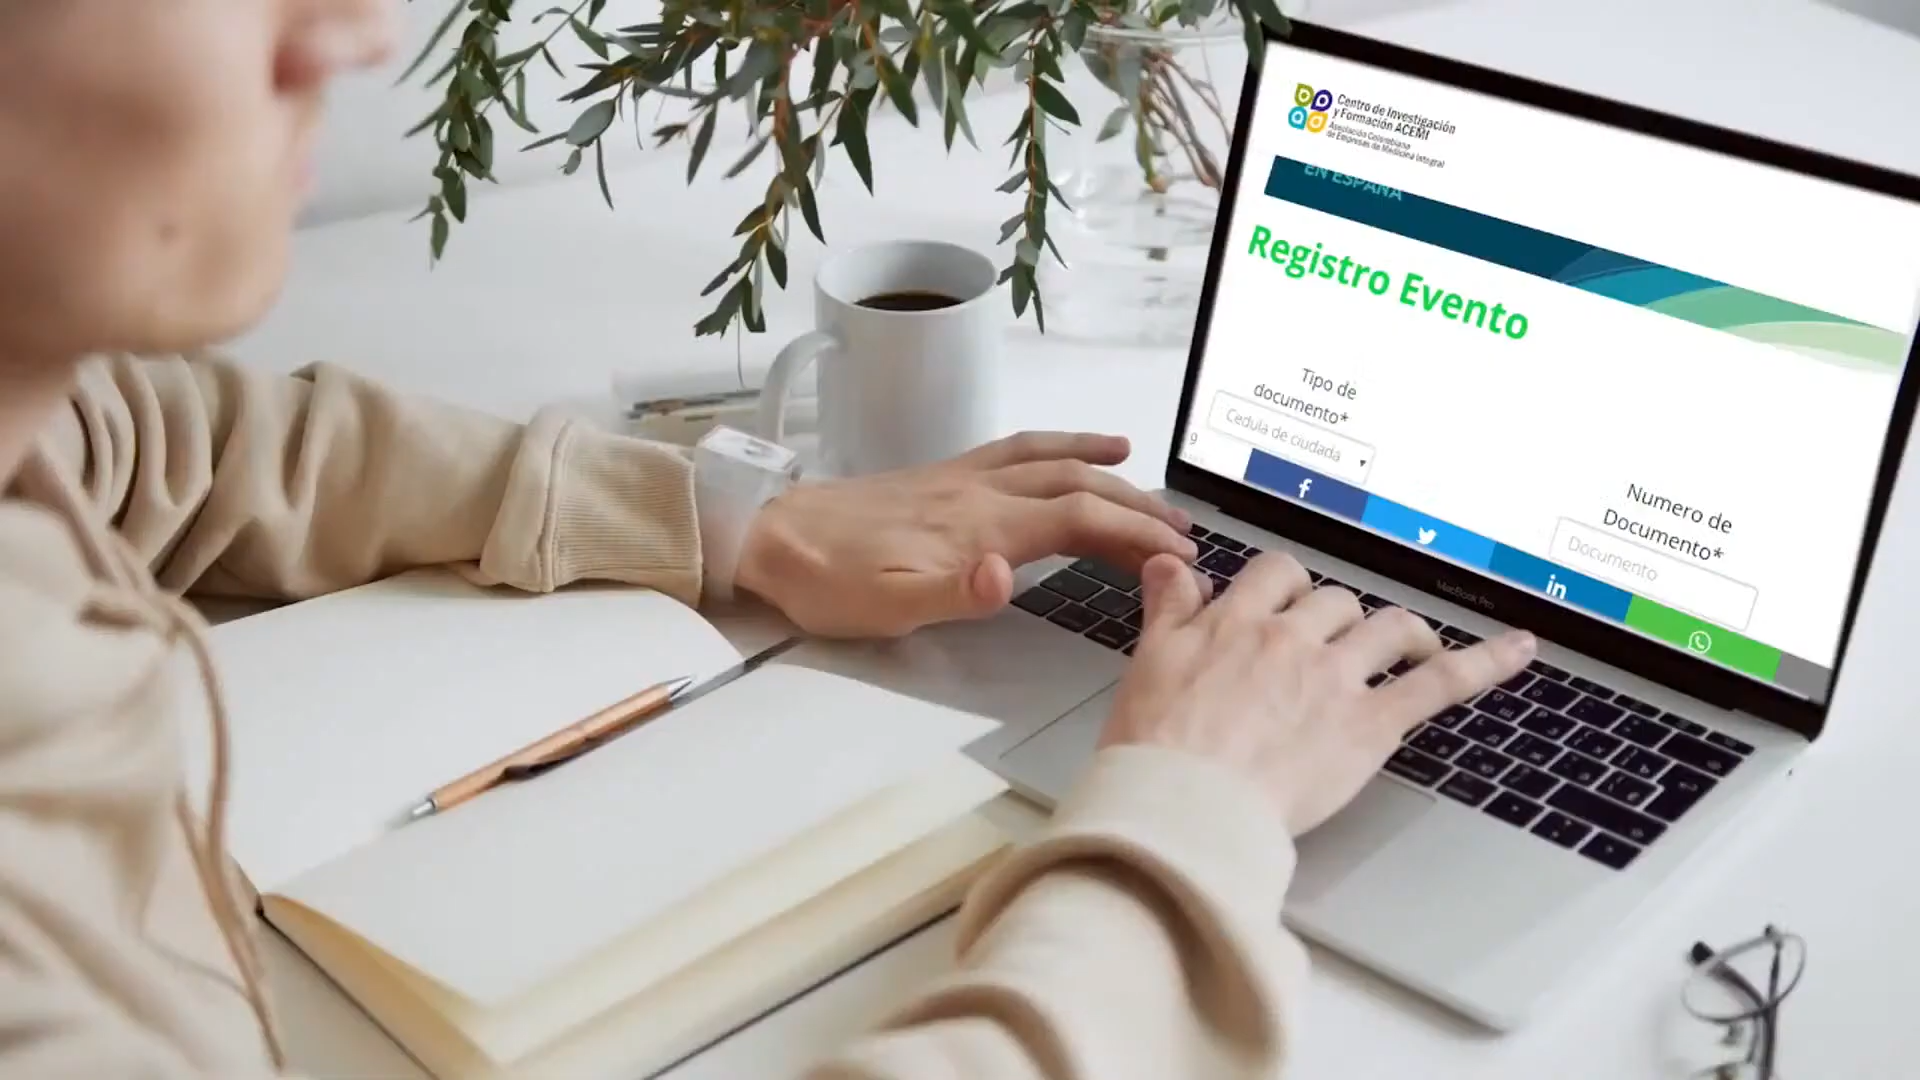 Centro de Investigación
y Formación ACEMI
Asociación Colombiana
de Empresas de Medicina Integral
EN ESPAÑA
Registro Evento
Tipo de
documento*
Cedula de ciudada
9
Numero de
Documento*
Documento
MacBook Pro